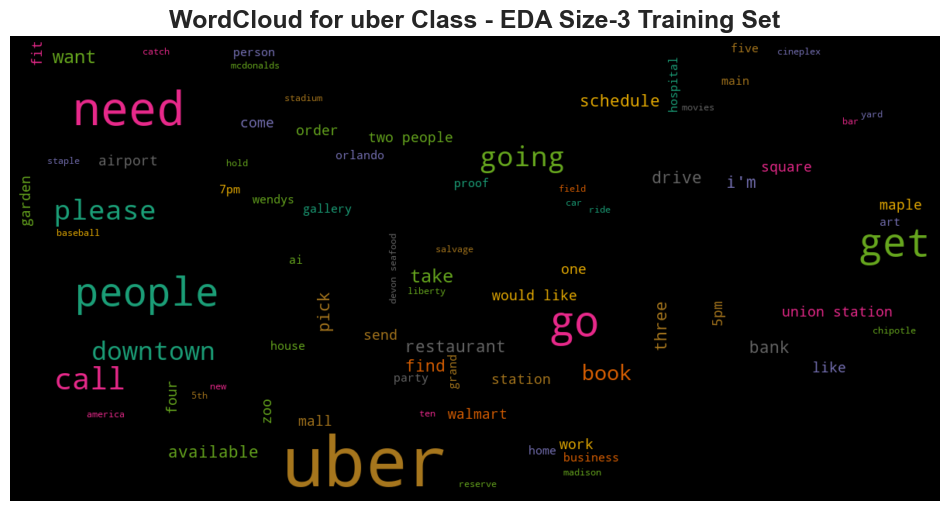 WordCloud for uber Class - EDA Size-3 Training Set
fit
want
catch
person
mcdonalds
five
cineplex
hospital
main
need
stadium
schedule
movies
come
order
two people
bar
yard
staple
airport
hold
orlando
going
square
garden
7pm
wendys
proof
field
drive
i'm
please
gallery
car
ride
maple
art
baseball
get
devon seafood
salvage
ai
take
one
people
liberty
would like
pick
go
three
5pm
union station
send
chipotle
downtown
house
restaurant
bank
call
find
grand
party
station
book
like
four
5th
new
america
zoo
mall
ten
walmart
available
uber
home
work
business
madison
reserve